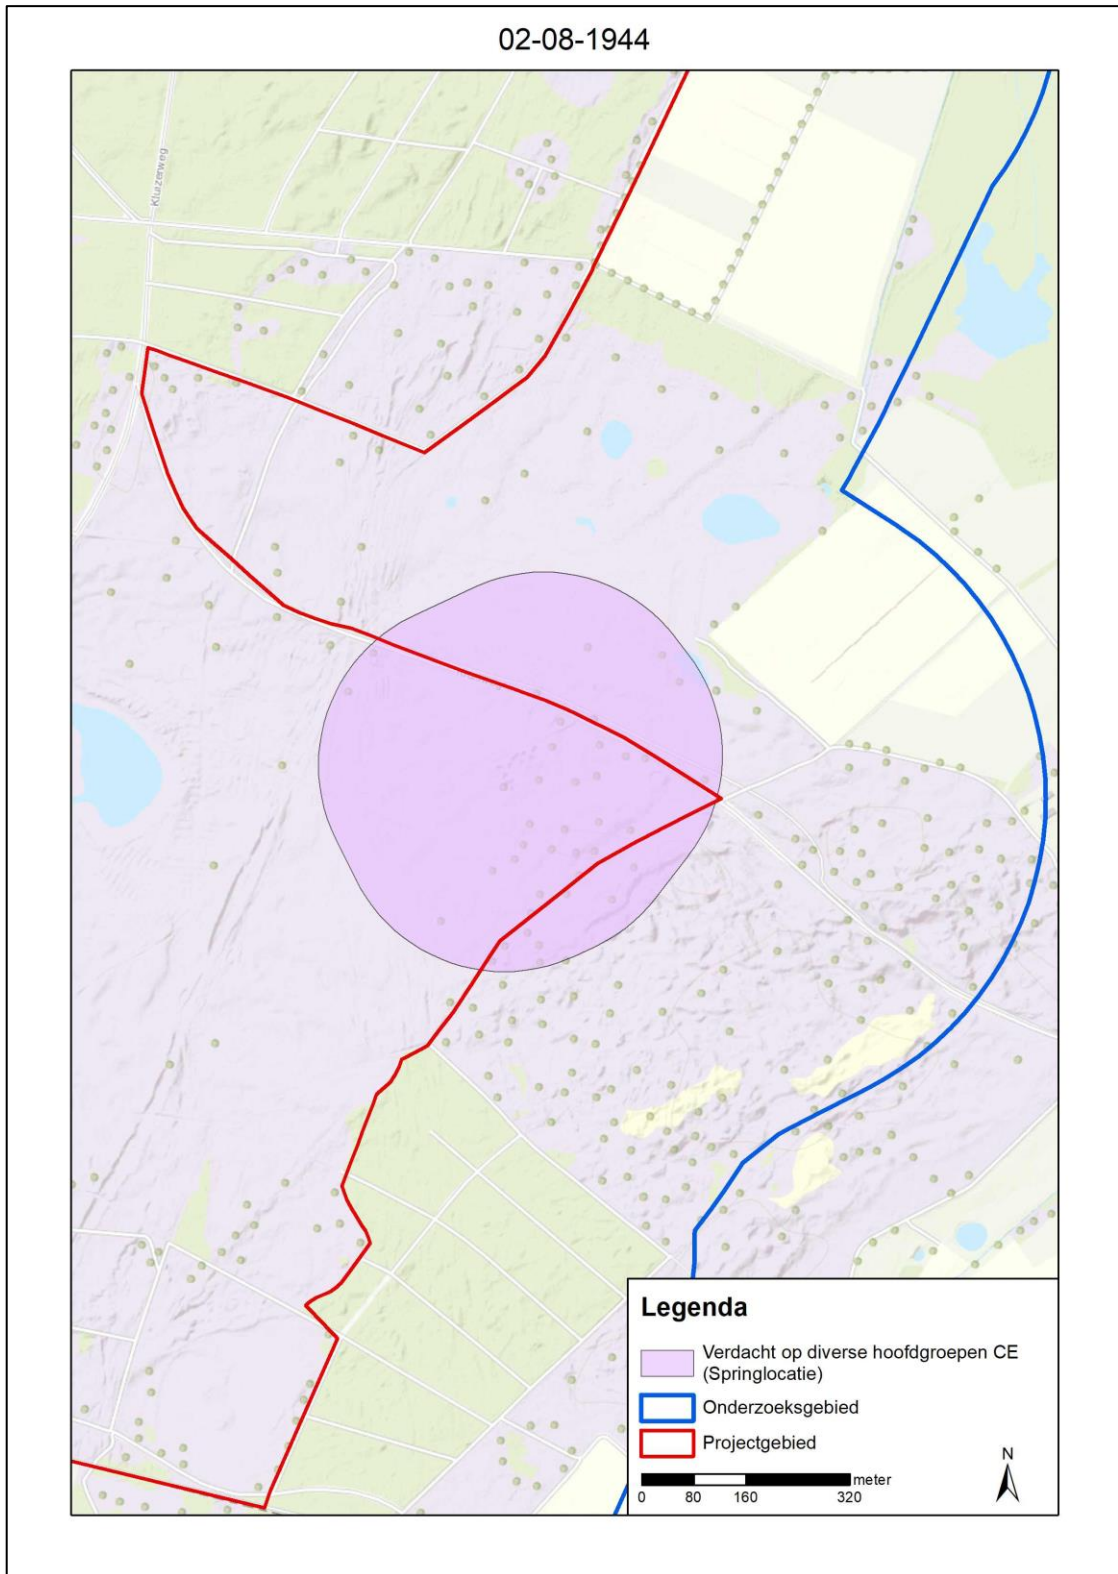 02-08-1944
Kluizerweg
Legenda
Verdacht op diverse hoofdgroepen CE
(Springlocatie)
Onderzoeksgebied
Projectgebied
N
meter
0 80 160 320